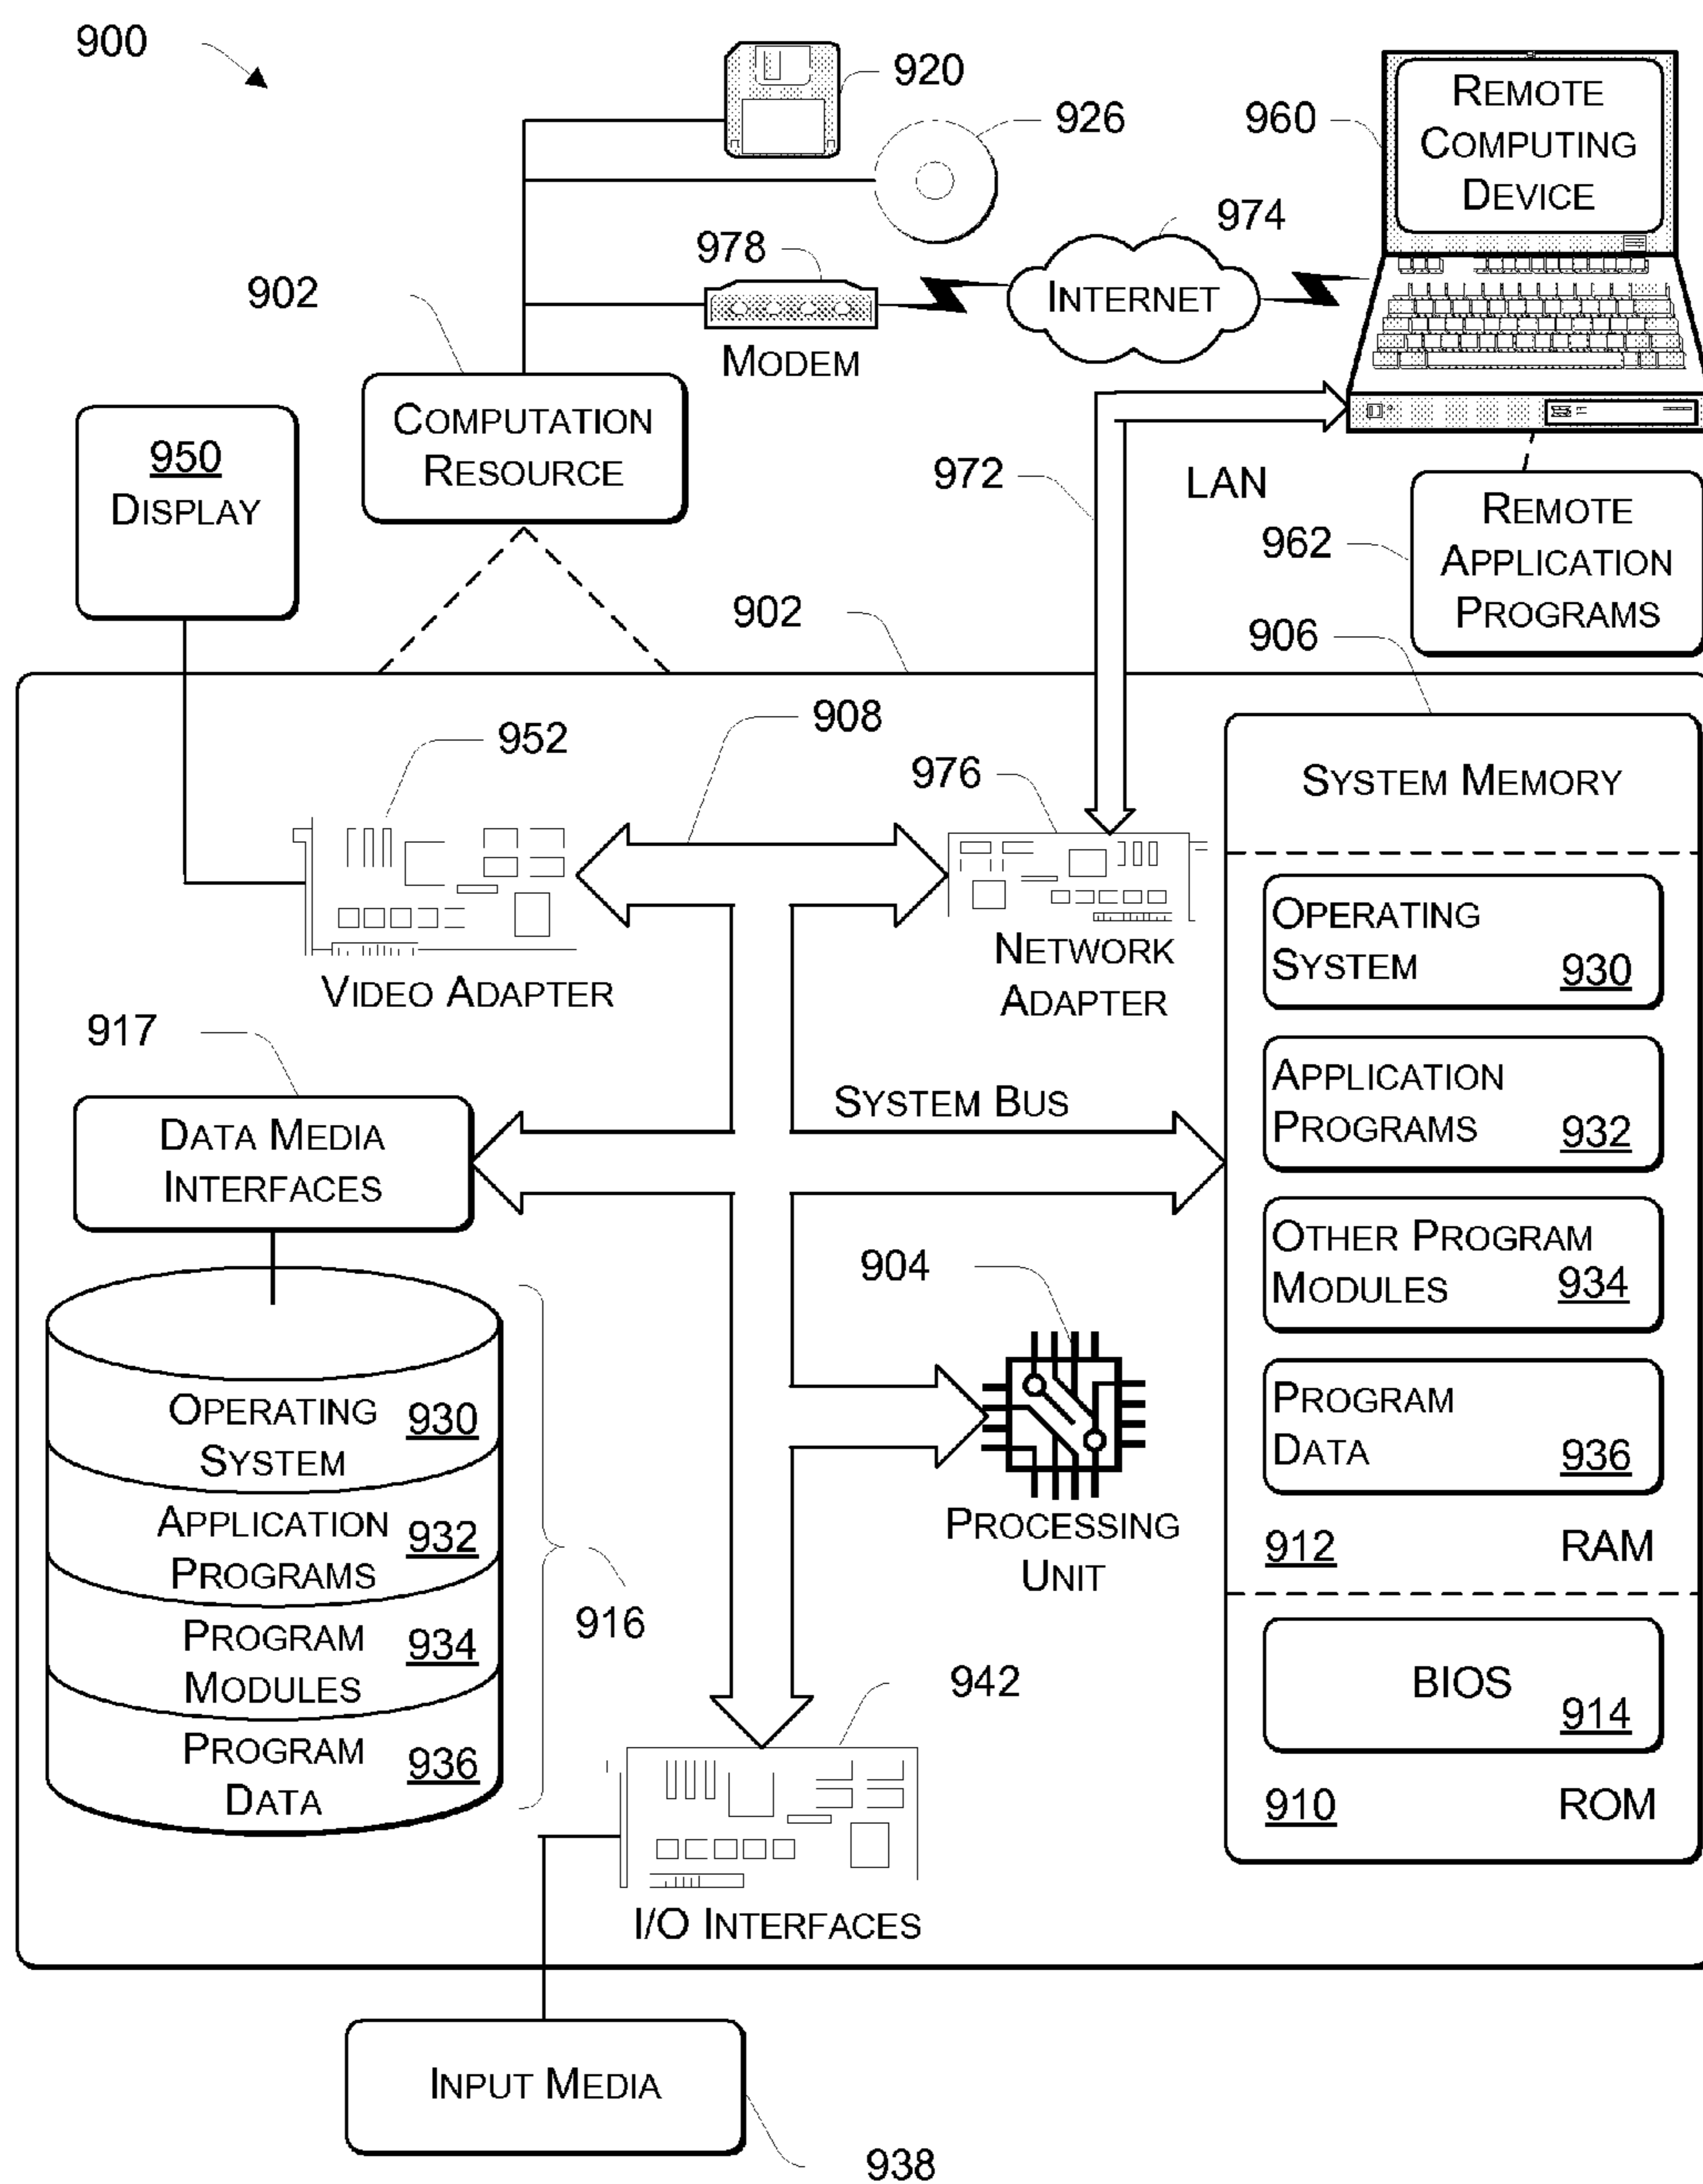 900
920
926
960
REMOTE
COMPUTING
DEVICE
974
978
902
INTERNET
MODEM
COMPUTATION
RESOURCE
950
DISPLAY
972
LAN
962
REMOTE
APPLICATION
PROGRAMS
902
906
908
952
976
SYSTEM MEMORY
OPERATING
SYSTEM 930
NETWORK
ADAPTER
VIDEO ADAPTER
917
APPLICATION
PROGRAMS 932
SYSTEM BUS
DATA MEDIA
INTERFACES
OTHER PROGRAM
MODULES 934
904
PROGRAM
DATA 936
OPERATING
SYSTEM 930
APPLICATION
PROGRAMS 932
PROGRAM
MODULES 934
PROGRAM
DATA 936
916
PROCESSING
UNIT
912 RAM
BIOS
914
910 ROM
942
I/O INTERFACES
INPUT MEDIA
938